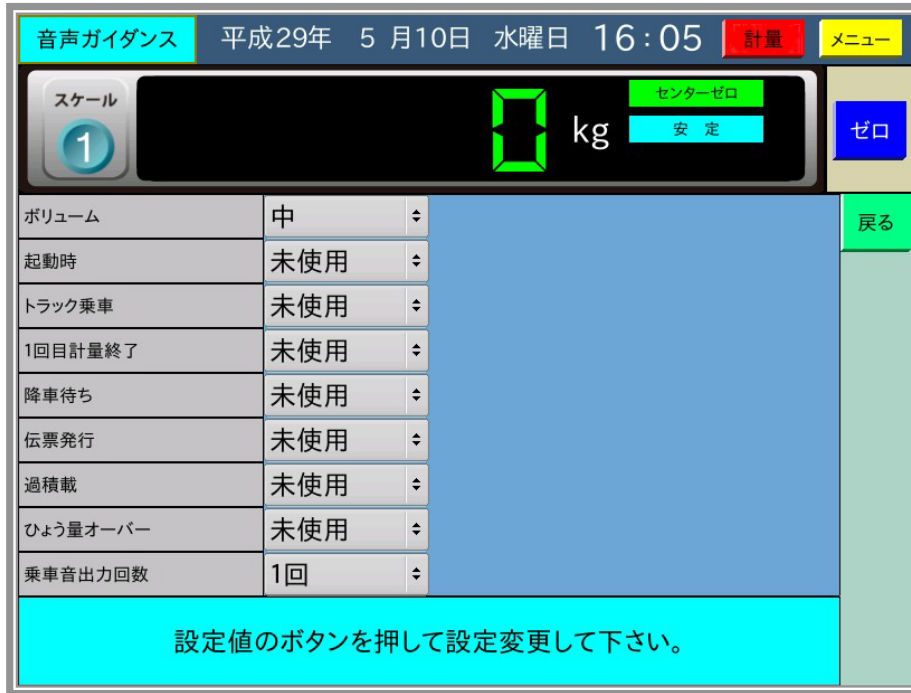 音声ガイダンス 平成29年 5 月10日 水曜日 16:05 計量 メニュー
スケール
1
0 kg
センターゼロ
安 定
ゼロ
戻る
ボリューム 中
起動時 未使用
トラック乗車 未使用
1回目計量終了 未使用
降車待ち 未使用
伝票発行 未使用
過積載 未使用
ひょう量オーバー 未使用
乗車音出力回数 1回
設定値のボタンを押して設定変更して下さい。